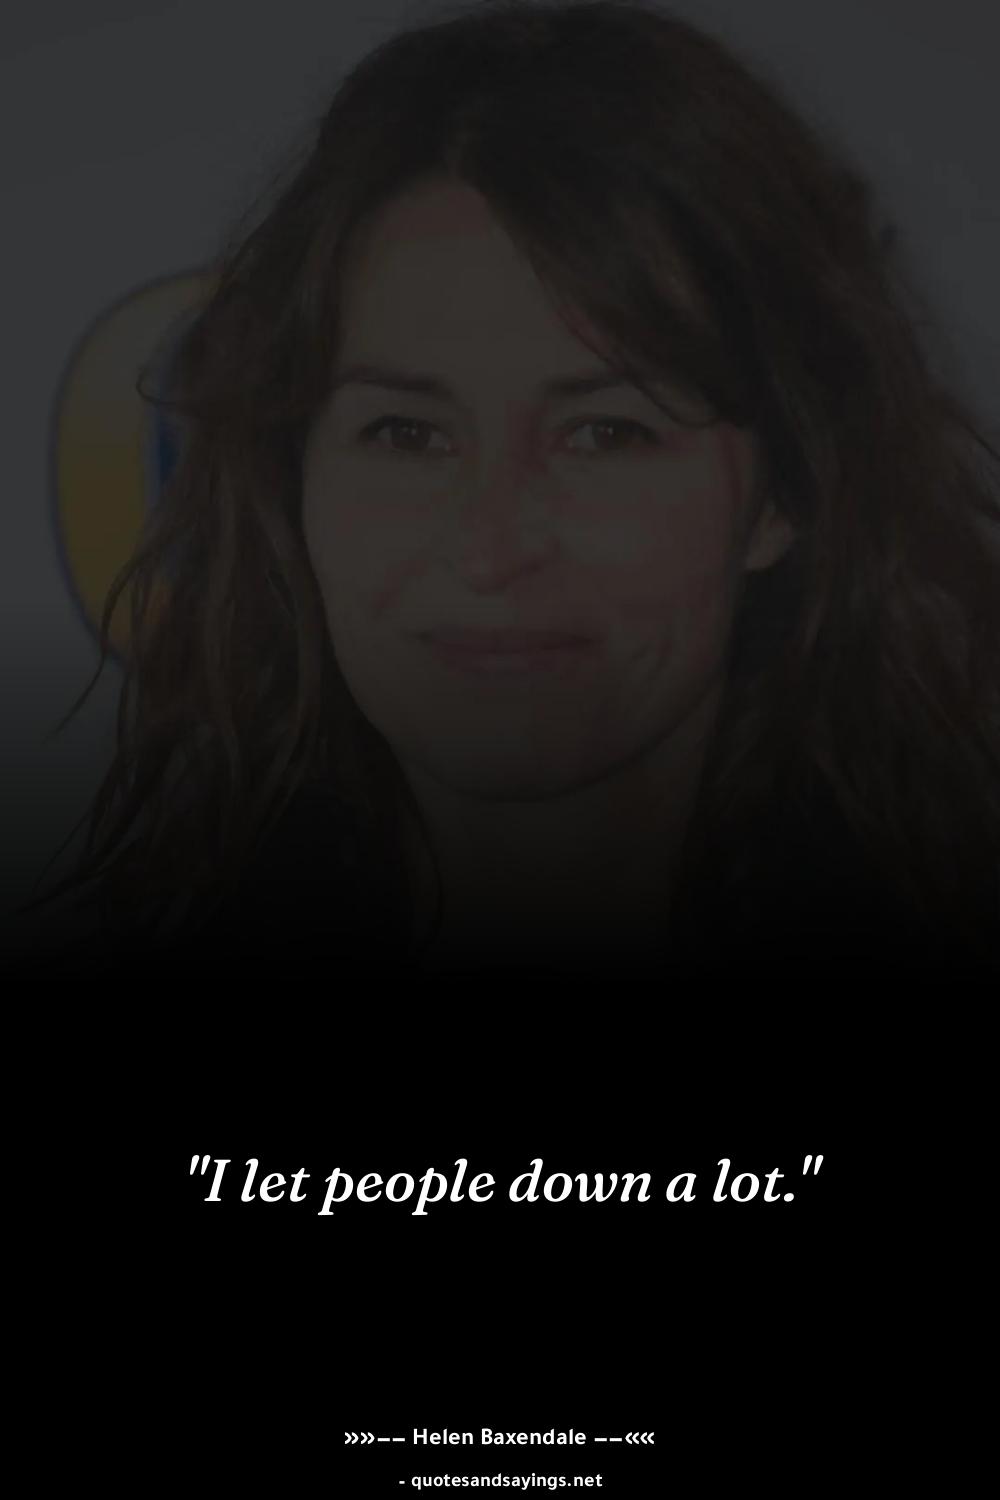 "I let people down a lot."
»»−− Helen Baxendale −−««
- quotesandsayings.net